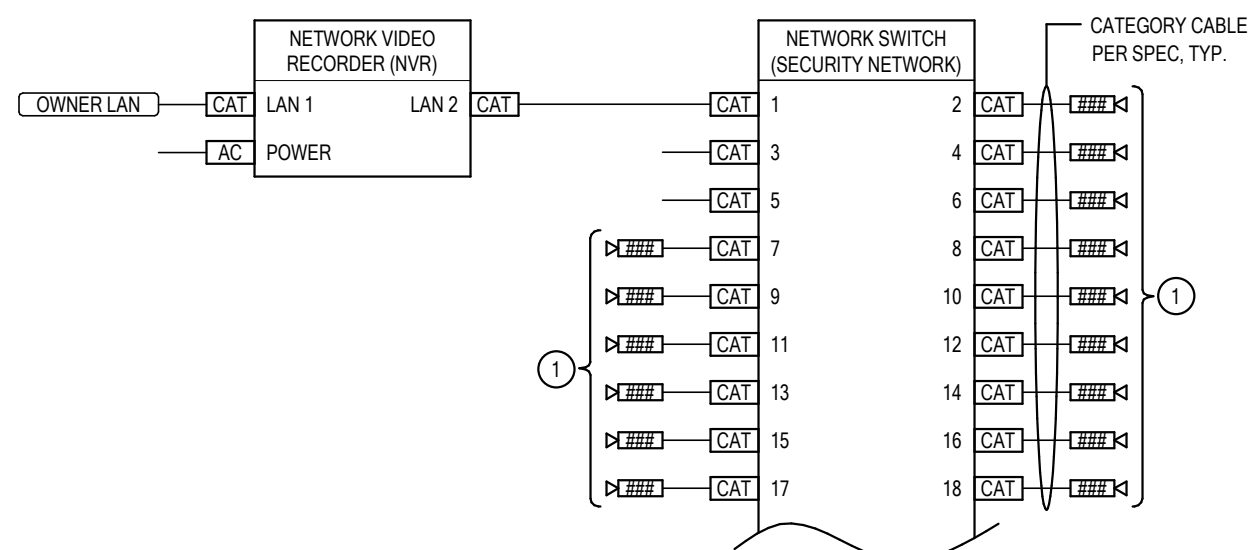 NETWORK VIDEO
RECORDER (NVR)
NETWORK SWITCH
(SECURITY NETWORK)
CATEGORY CABLE
PER SPEC, TYP.
OWNER LAN CAT LAN 1 LAN 2 CAT CAT 1 2 CAT ###
AC POWER CAT 3 4 CAT ###
CAT 5 6 CAT ###
### CAT 7 8 CAT ###
### CAT 9 10 CAT ### 1
### CAT 11 12 CAT ###
1
### CAT 13 14 CAT ###
### CAT 15 16 CAT ###
### CAT 17 18 CAT ###